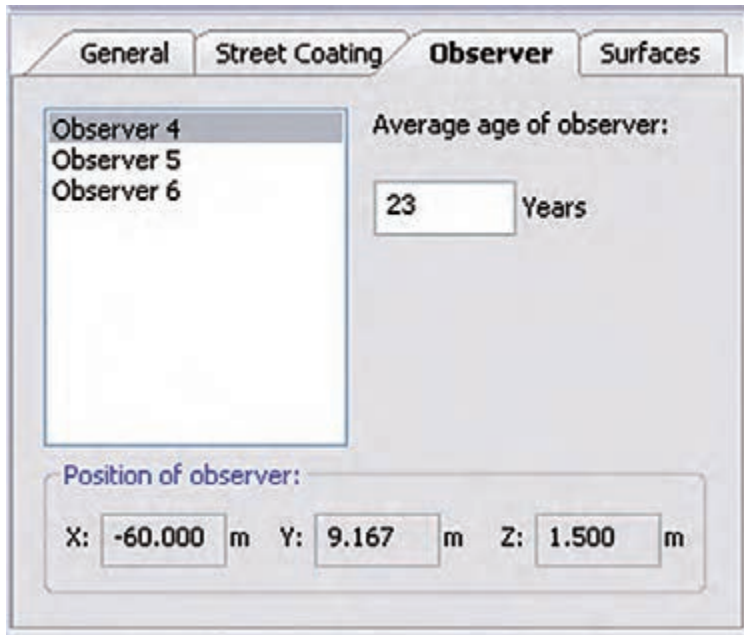 General Street Coating Observer Surfaces
Observer 4
Observer 5
Observer 6
Average age of observer:
23 Years
Position of observer:
X: -60.000 m Y: 9.167 m Z: 1.500 m